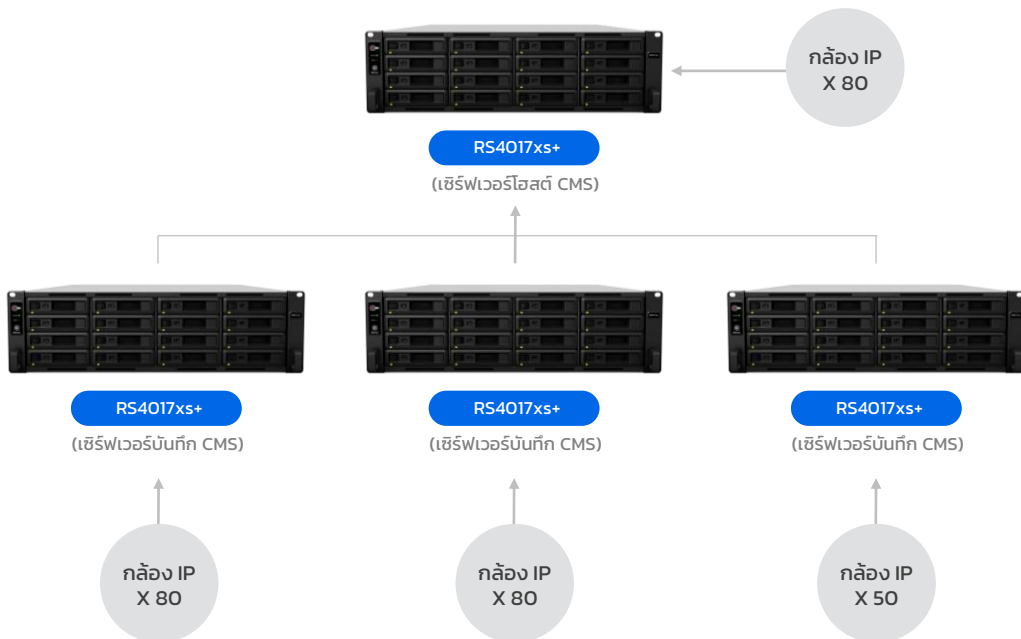 กล้อง IP
X 80
RS4017xs+
(เซิร์ฟเวอร์โฮสต์ CMS)
RS4017xs+
RS4017xs+
RS4017xs+
(เซิร์ฟเวอร์บันทึก CMS)
(เซิร์ฟเวอร์บันทึก CMS)
(เซิร์ฟเวอร์บันทึก CMS)
กล้อง IP
X 80
กล้อง IP
X 80
กล้อง IP
X 50